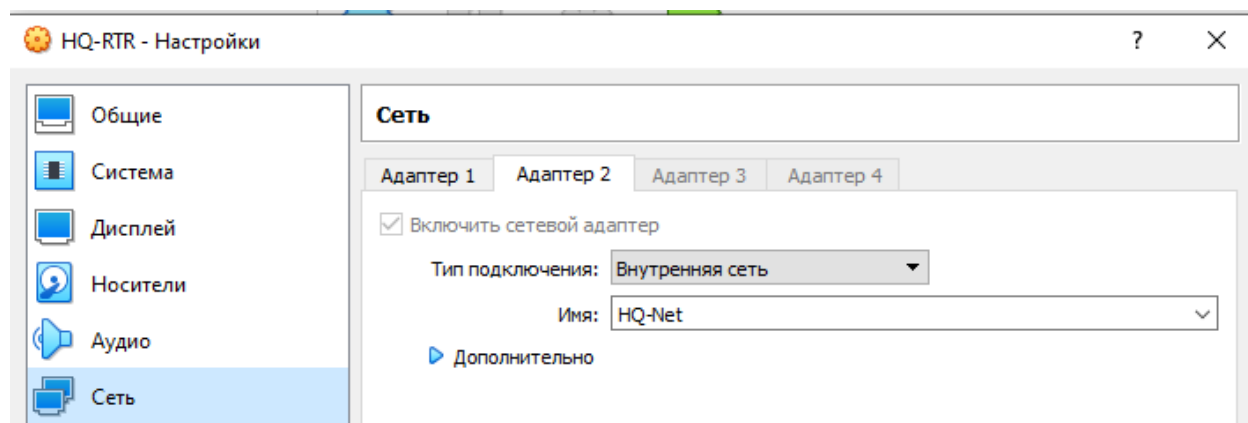 HQ-RTR - Настройки ? ×
Общие
Система
Дисплей
Носители
Аудио
Сеть
Сеть
Адаптер 1 Адаптер 2 Адаптер 3 Адаптер 4
Включить сетевой адаптер
Тип подключения: Внутренняя сеть
Имя: HQ-Net
Дополнительно